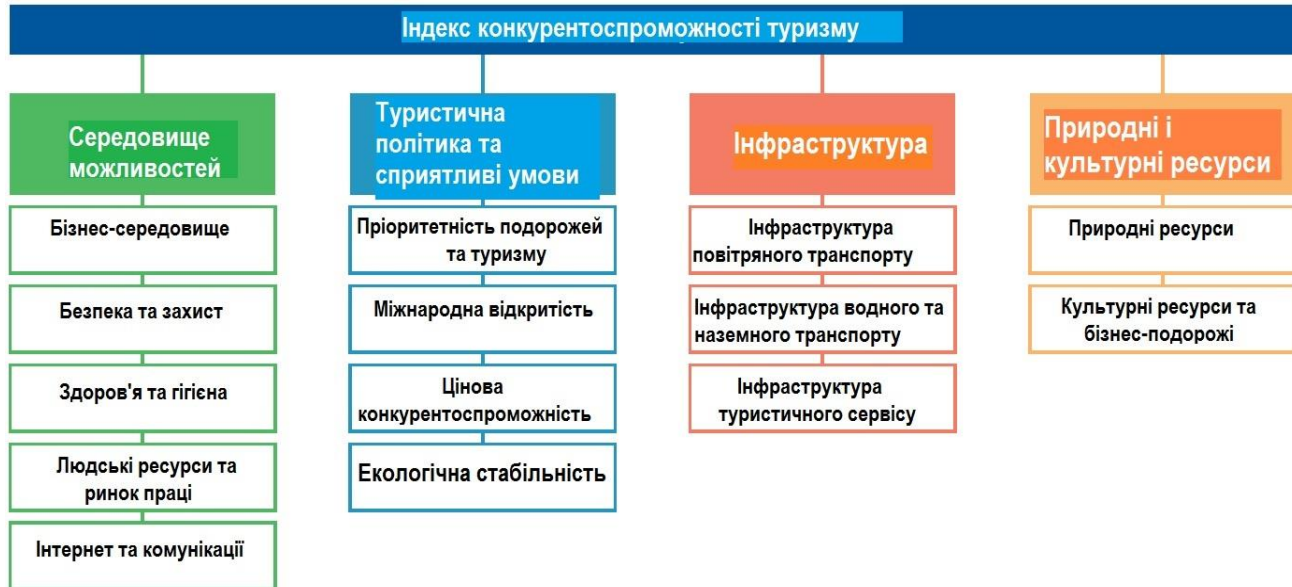 Індекс конкурентоспроможності туризму
Середовище
можливостей
Бізнес-середовище
Безпека та захист
Здоров'я та гігієна
Людські ресурси та
ринок праці
Інтернет та комунікації
Туристична
політика та
сприятливі умови
Пріоритетність подорожей
та туризму
Міжнародна відкритість
Цінова
конкурентоспроможність
Екологічна стабільність
Інфраструктура
Інфраструктура
повітряного транспорту
Інфраструктура водного та
наземного транспорту
Інфраструктура
туристичного сервісу
Природні і
культурні ресурси
Природні ресурси
Культурні ресурси та
бізнес-подорожі